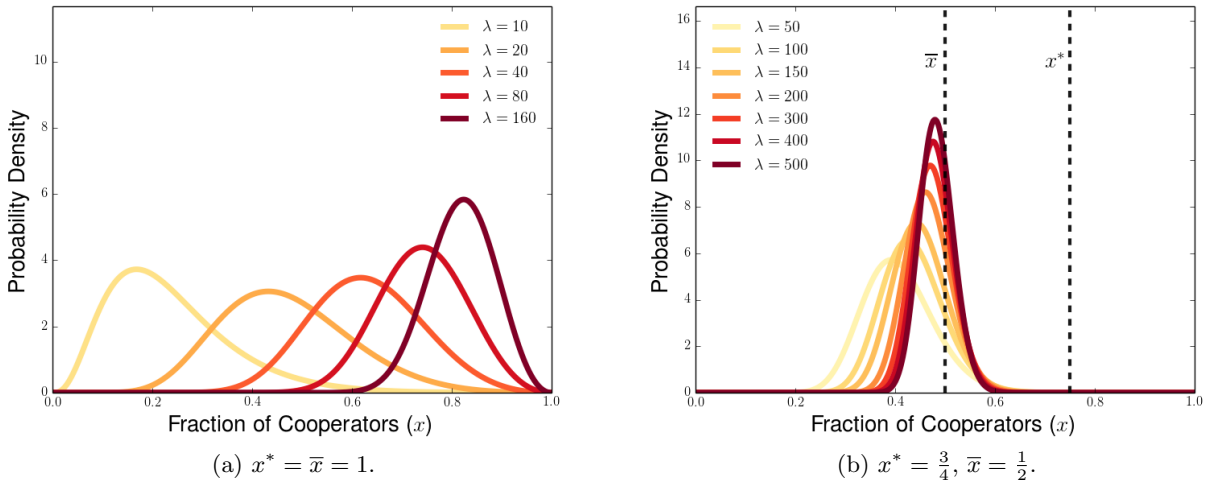 Probability Density
10
8
6
4
2
0
λ = 10
λ = 20
λ = 40
λ = 80
λ = 160
0.0 0.2 0.4 0.6 0.8 1.0
Fraction of Cooperators (x)
(a) x* = x̅ = 1.
Probability Density
16
14
12
10
8
6
4
2
0
λ = 50
λ = 100
λ = 150
λ = 200
λ = 300
λ = 400
λ = 500
x̅
x*
0.0 0.2 0.4 0.6 0.8 1.0
Fraction of Cooperators (x)
(b) x* = 3/4, x̅ = 1/2.